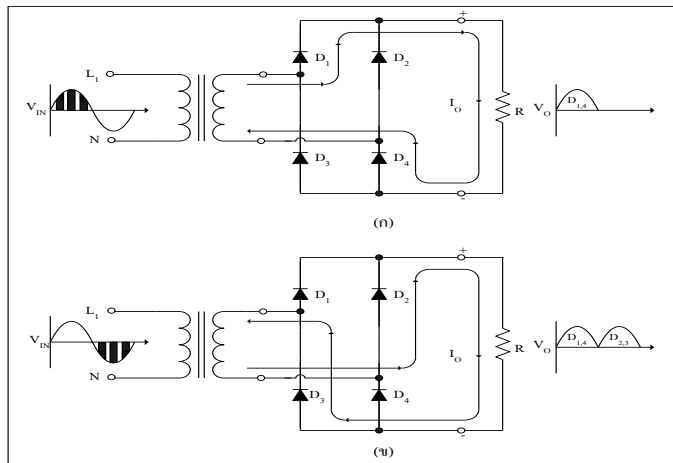 +
L1
D1
D2
VIN
IO
R
VO
D1,4
N
D3
D4
-
(ก)
+
L1
D1
D2
VIN
IO
R
VO
D1,4
D2,3
N
D3
D4
-
(ข)